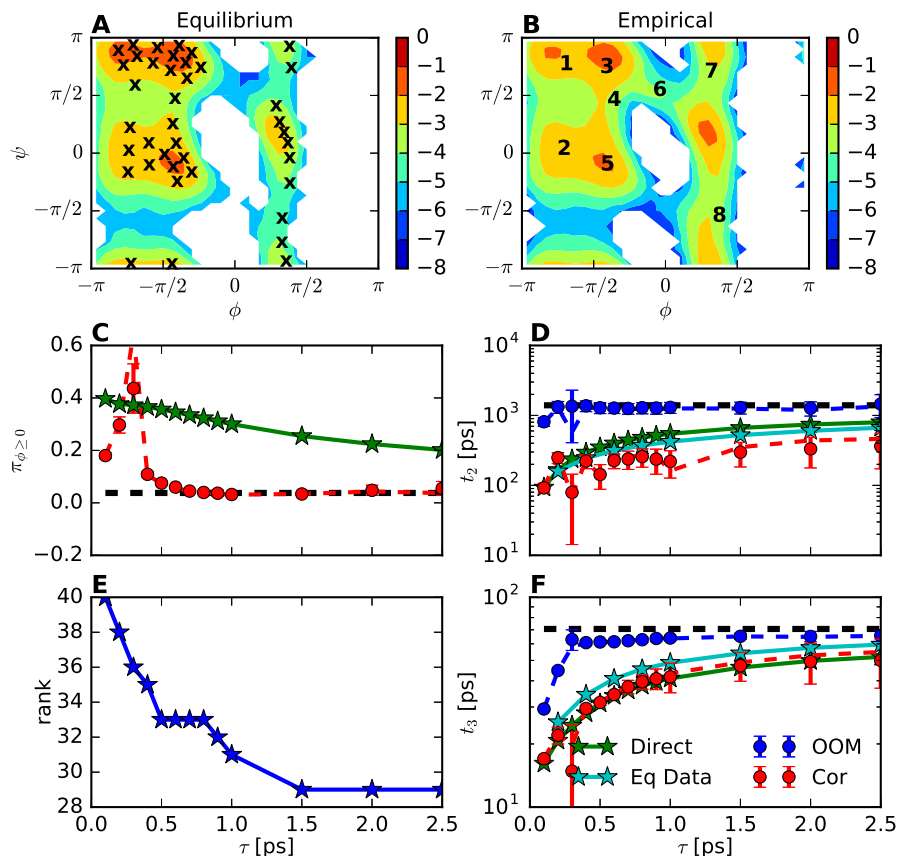 A Equilibrium
π
π/2
0
−π/2
−π
ψ
−π −π/2 0 π/2 π
ϕ
0
−1
−2
−3
−4
−5
−6
−7
−8
x x x x x x x x x x x x x x x x x x x x x x x x x x x x x x x x x x x x x x x x
B Empirical
1 3 7
6
4
2 5
8
π
π/2
0
−π/2
−π
−π −π/2 0 π/2 π
ϕ
0
−1
−2
−3
−4
−5
−6
−7
−8
C
0.6
0.4
0.2
0.0
−0.2
π_{ϕ≥0}
D
10^4
10^3
10^2
10^1
t_2 [ps]
E
40
38
36
34
32
30
28
rank
0.0 0.5 1.0 1.5 2.0 2.5
τ [ps]
F
10^2
10^1
t_3 [ps]
Direct OOM
Eq Data Cor
0.0 0.5 1.0 1.5 2.0 2.5
τ [ps]